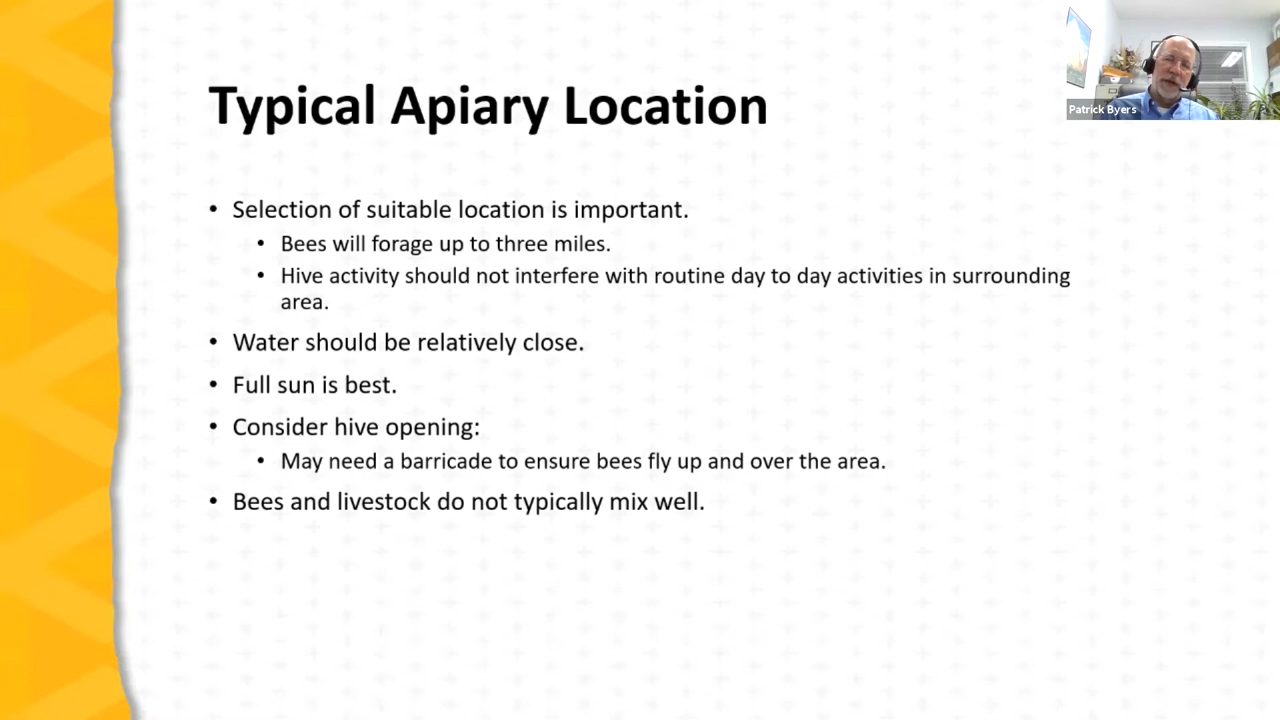 Typical Apiary Location
Patrick Byers
• Selection of suitable location is important.
• Bees will forage up to three miles.
• Hive activity should not interfere with routine day to day activities in surrounding
area.
• Water should be relatively close.
• Full sun is best.
• Consider hive opening:
• May need a barricade to ensure bees fly up and over the area.
• Bees and livestock do not typically mix well.